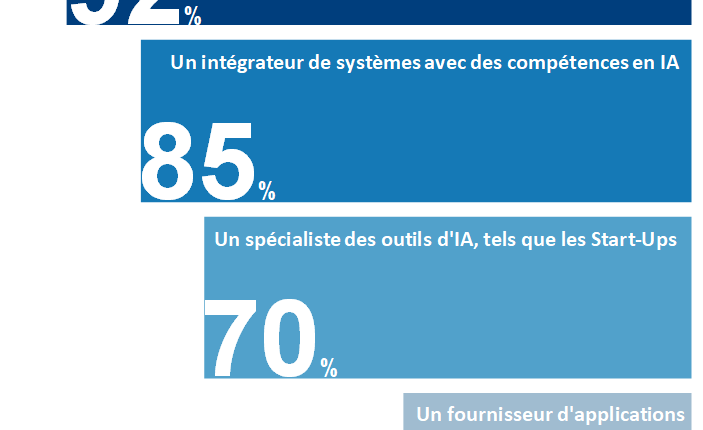 %
Un intégrateur de systèmes avec des compétences en IA
85%
Un spécialiste des outils d'IA, tels que les Start-Ups
70%
Un fournisseur d'applications